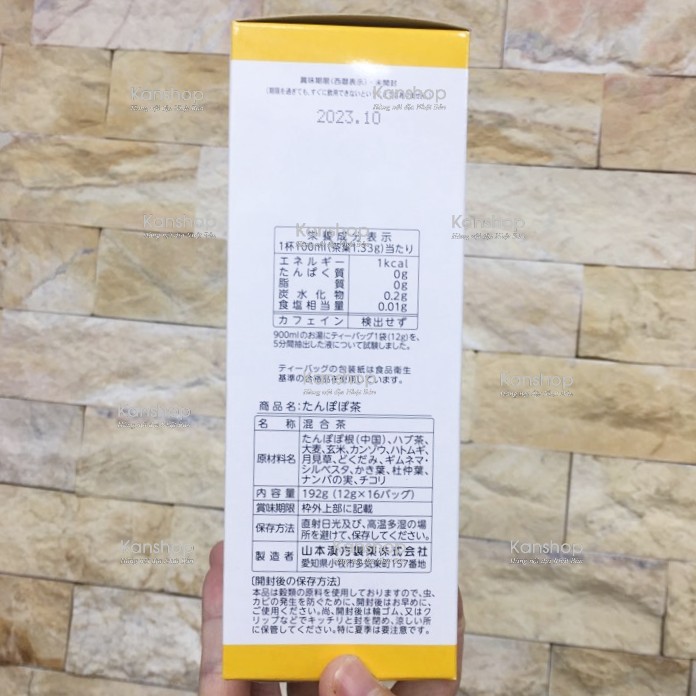 賞味期限(西暦表示)・未開封
2023.10
栄養成分表示
1杯100ml(茶葉1.33g)当たり
エネルギー 1kcal
たんぱく質 0g
脂質 0g
炭水化物 0.2g
食塩相当量 0.01g
カフェイン 検出せず
900mlのお湯にティーバッグ1袋(12g)を、
5分間抽出した液について試験しました。
ティーバッグの包装紙は食品衛生
基準の合格品を使用しています。
商品名:たんぽぽ茶
名称 混合茶
原材料名 たんぽぽ根(中国)、ハブ茶、
大麦、玄米、カンゾウ、ハトムギ、
月見草、どくだみ、ギムネマ・
シルベスタ、かき葉、杜仲葉、
ナンバの実、チコリ
内容量 192g (12g×16バッグ)
賞味期限 枠外上部に記載
保存方法 直射日光及び、高温多湿の場
所を避けて、保存してください。
製造者 山本漢方製薬株式会社
愛知県小牧市多気東町157番地
〔開封後の保存方法〕
本品は穀類の原料を使用しておりますので、虫、
カビの発生を防ぐために、開封後はお早めに、
ご使用ください。尚、開封後は輪ゴム、又はク
リップなどでキッチリと封を閉め、涼しい所
に保管してください。特に夏季は要注意です。
Kanshop
Hàng nội địa Nhật Bản